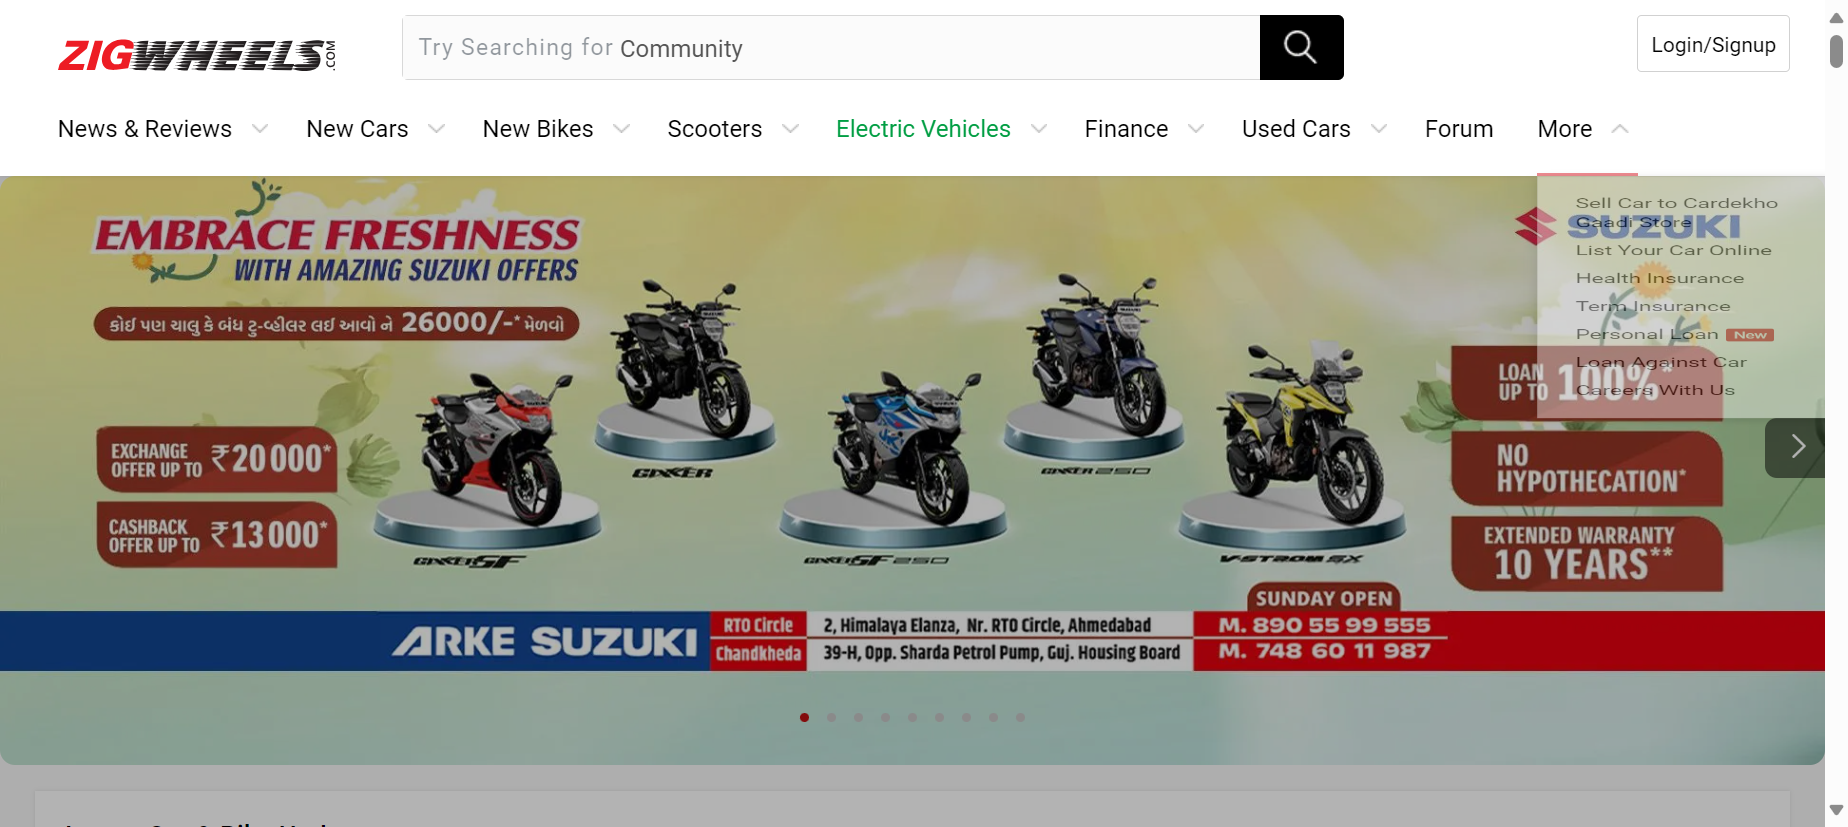 ZIGWHEELS.COM
Try Searching for Community
Login/Signup
News & Reviews
New Cars
New Bikes
Scooters
Electric Vehicles
Finance
Used Cars
Forum
More
Sell Car to Cardekho
Gaadi Store
List Your Car Online
Health Insurance
Term Insurance
Personal Loan New
Loan Against Car
Careers With Us
EMBRACE FRESHNESS
WITH AMAZING SUZUKI OFFERS
કોઈ પણ ચાલુ કે બંધ ટુ-વ્હીલર લઈ આવો ને 26000/-* મેળવો
SUZUKI
EXCHANGE
OFFER UP TO ₹20000*
CASHBACK
OFFER UP TO ₹13000*
SUZUKI
GIXXER SF
GIXXER
GIXXER SF 250
GIXXER 250
V-STROM SX
LOAN
UP TO 100%*
NO
HYPOTHECATION*
EXTENDED WARRANTY
10 YEARS**
SUNDAY OPEN
ARKE SUZUKI
RTO Circle
2, Himalaya Elanza, Nr. RTO Circle, Ahmedabad
M. 890 55 99 555
Chandkheda
39-H, Opp. Sharda Petrol Pump, Guj. Housing Board
M. 748 60 11 987